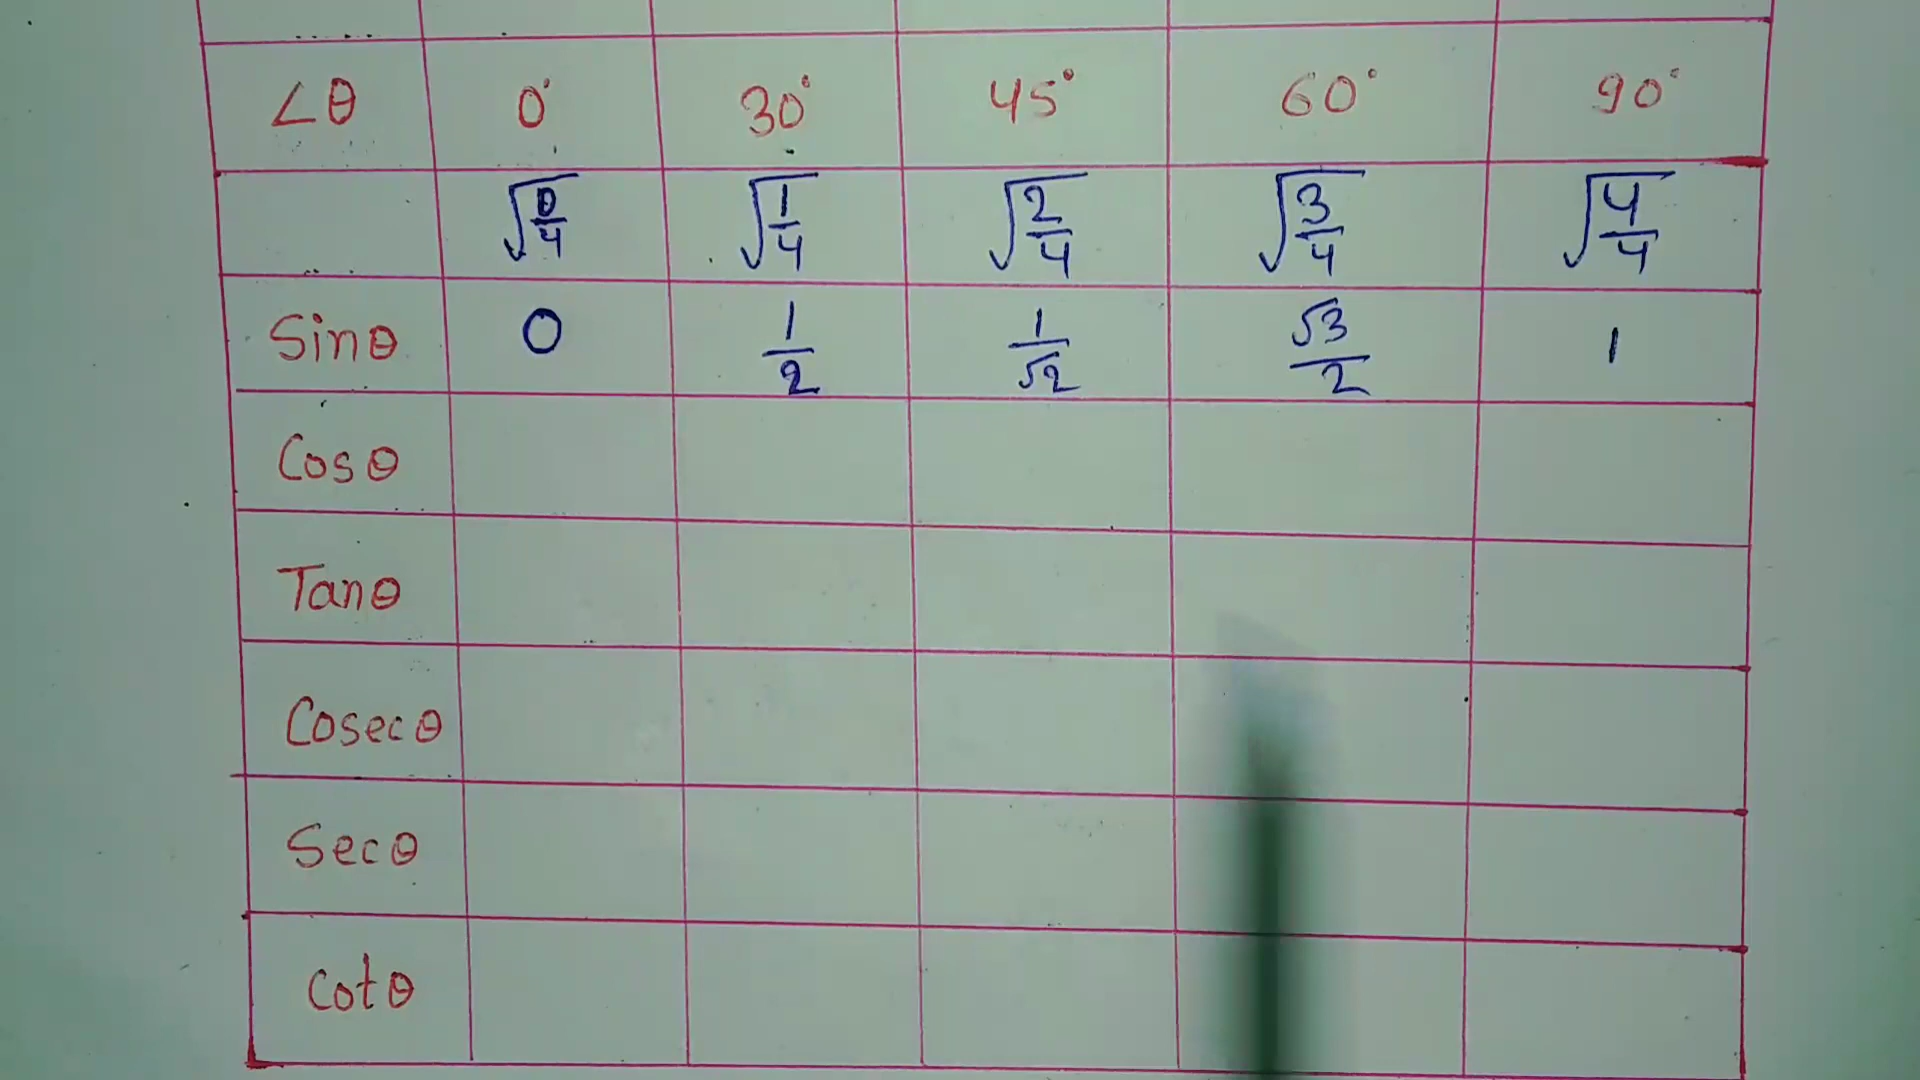 ∠θ 0° 30° 45° 60° 90°
√0/4 √1/4 √2/4 √3/4 √4/4
Sinθ 0 1/2 1/√2 √3/2 1
Cosθ
Tanθ
Cosecθ
Secθ
Cotθ